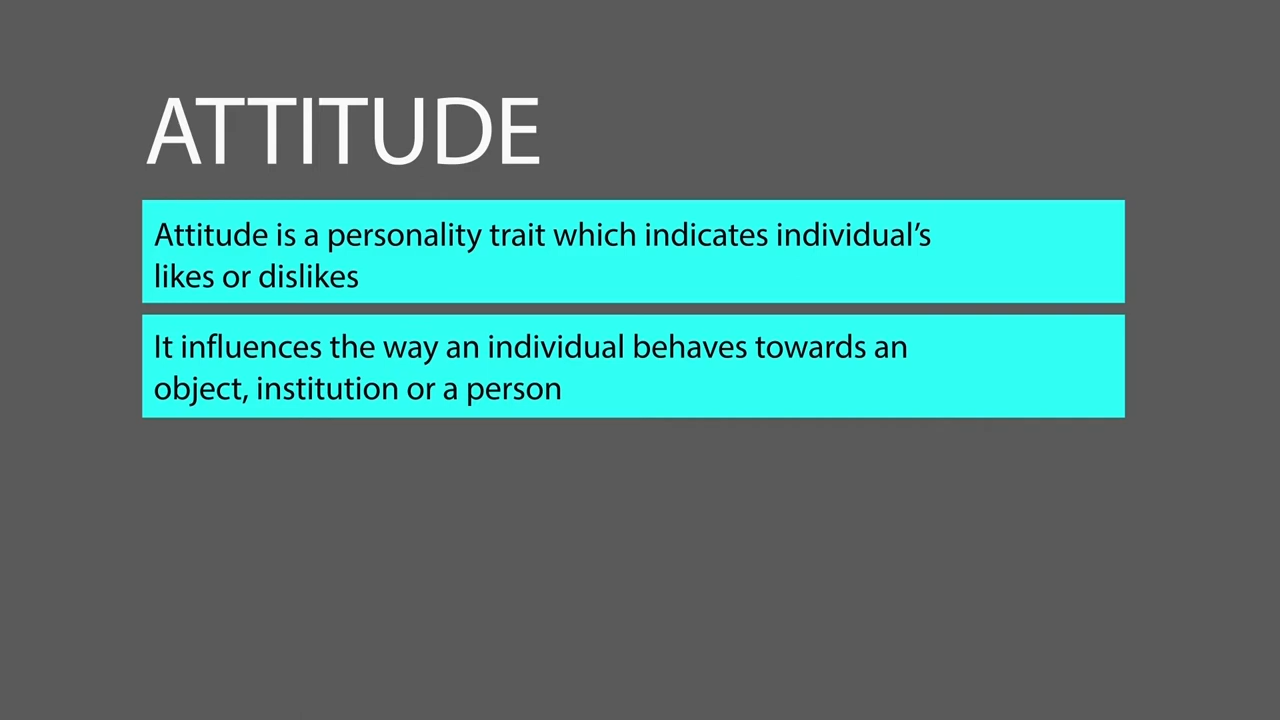 ATTITUDE
Attitude is a personality trait which indicates individual’s
likes or dislikes
It influences the way an individual behaves towards an
object, institution or a person